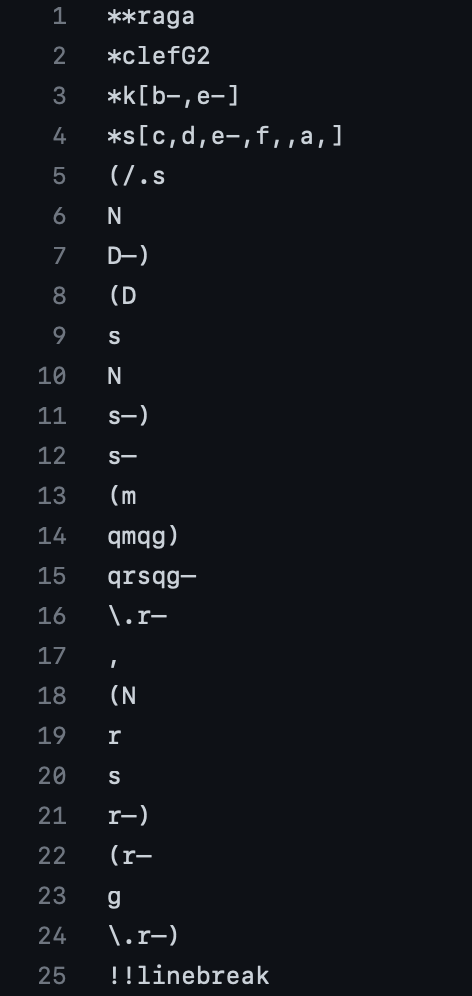 1 **raga
2 *clefG2
3 *k[b-,e-]
4 *s[c,d,e-,f,,a,]
5 (/.s
6 N
7 D-)
8 (D
9 s
10 N
11 s-)
12 s-
13 (m
14 qmqg)
15 qrsqg-
16 \.r-
17 ,
18 (N
19 r
20 s
21 r-)
22 (r-
23 g
24 \.r-)
25 !!linebreak